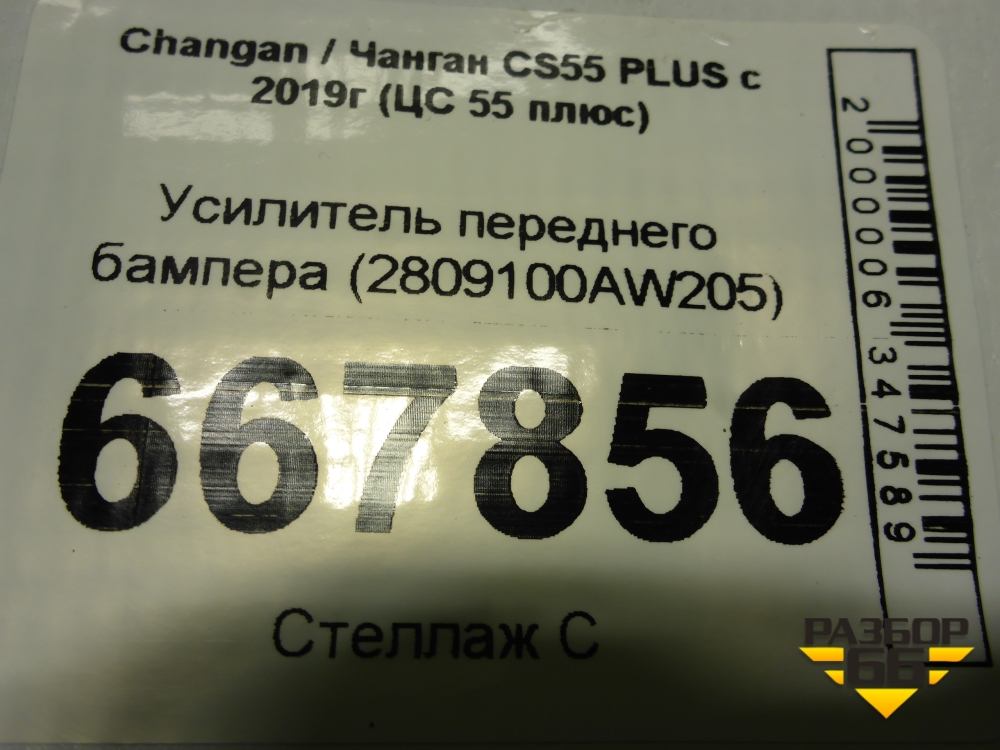 Changan / Чанган CS55 PLUS с
2019г (ЦС 55 плюс)
Усилитель переднего
бампера (2809100AW205)
667856
Стеллаж С
2000006347589
РАЗБОР
66